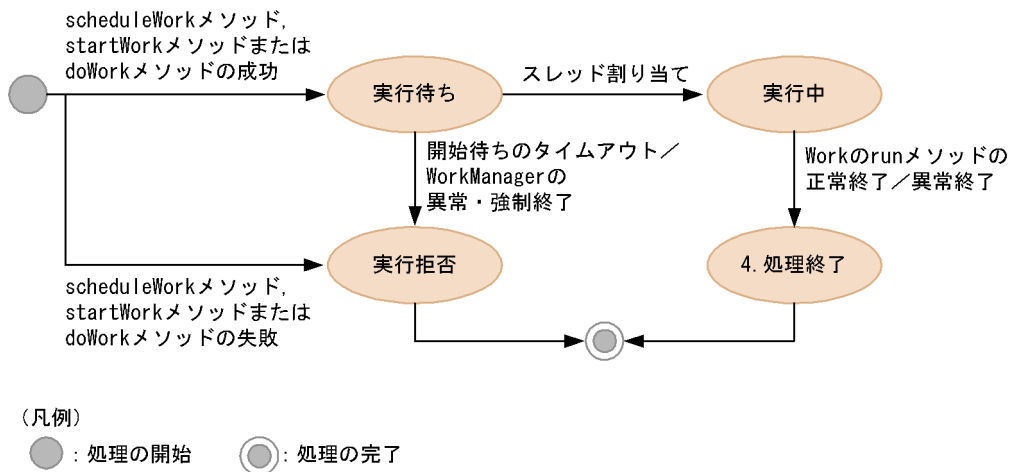 scheduleWorkメソッド,
startWorkメソッドまたは
doWorkメソッドの成功
実行待ち
スレッド割り当て
実行中
開始待ちのタイムアウト／
WorkManagerの
異常・強制終了
Workのrunメソッドの
正常終了／異常終了
実行拒否
4.処理終了
scheduleWorkメソッド,
startWorkメソッドまたは
doWorkメソッドの失敗
（凡例）
：処理の開始
：処理の完了